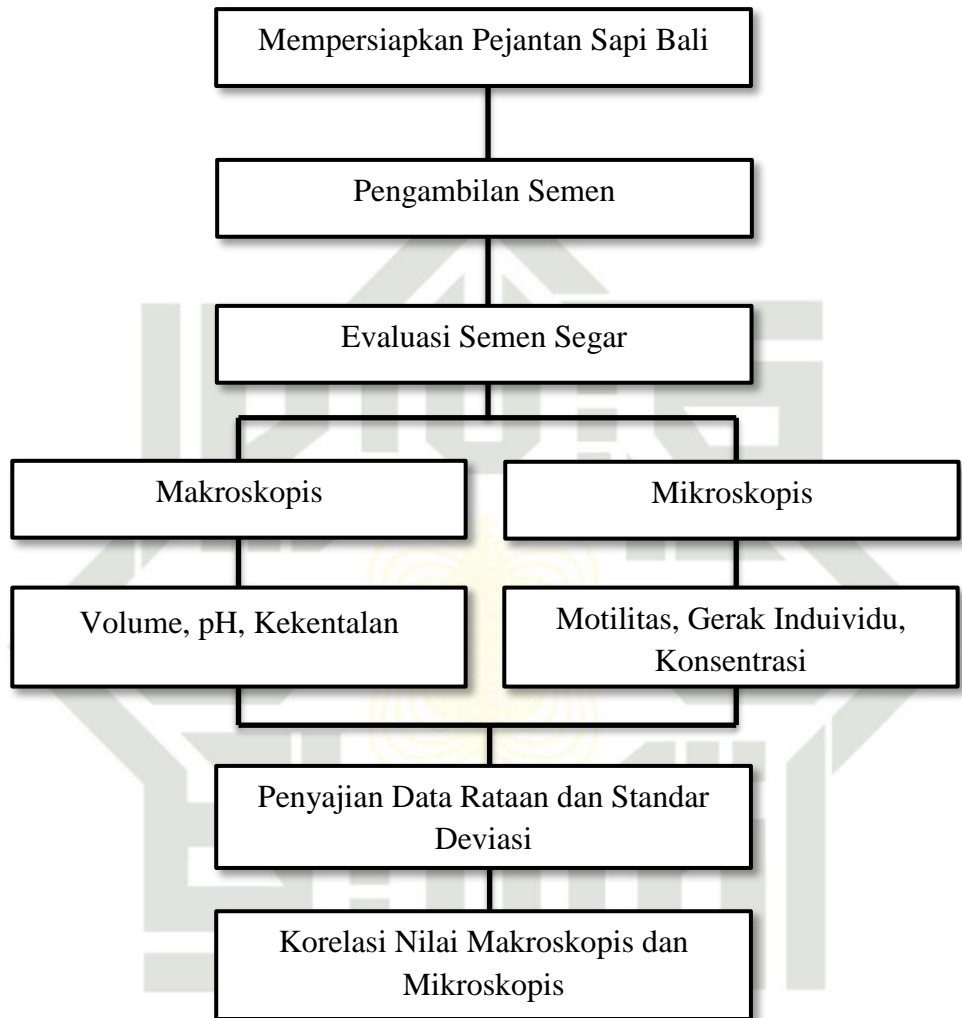 Mempersiapkan Pejantan Sapi Bali
Pengambilan Semen
Evaluasi Semen Segar
Makroskopis
Mikroskopis
Volume, pH, Kekentalan
Motilitas, Gerak Induividu,
Konsentrasi
Penyajian Data Rataan dan Standar
Deviasi
Korelasi Nilai Makroskopis dan
Mikroskopis